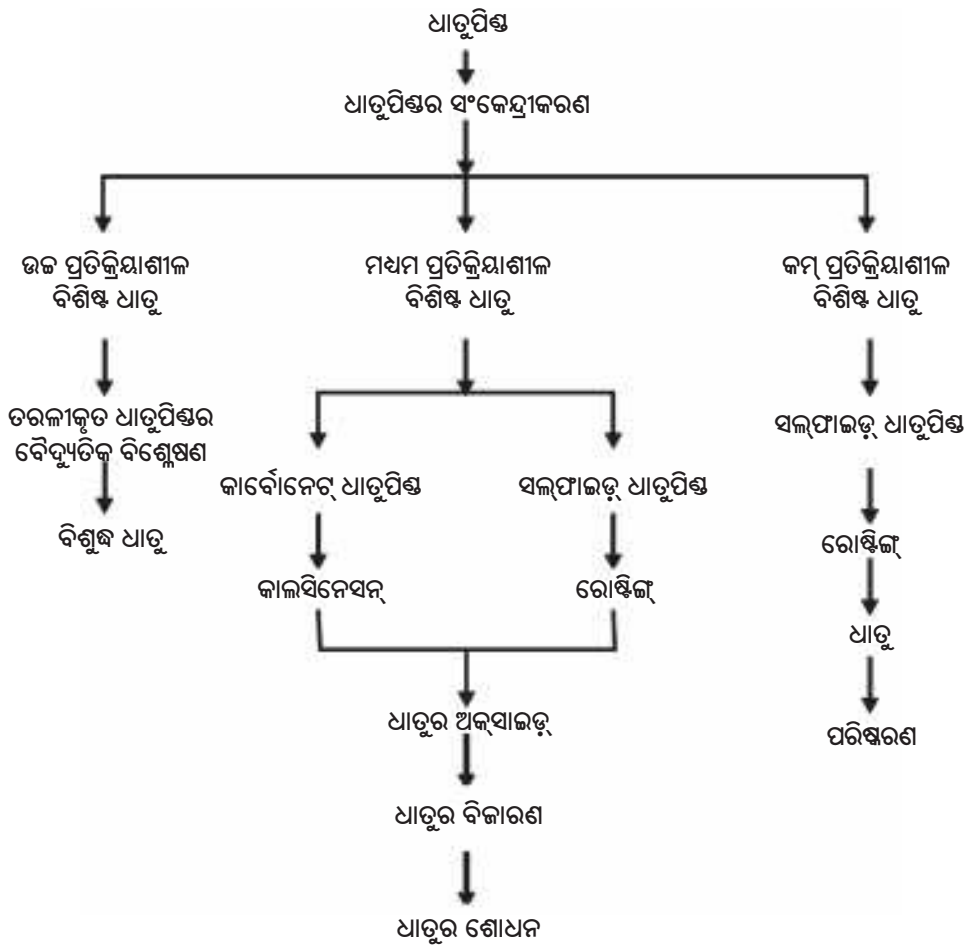 ଧାତୁପିଣ୍ଡ
ଧାତୁପିଣ୍ଡର ସଂକେନ୍ଦ୍ରୀକରଣ
ଉଚ୍ଚ ପ୍ରତିକ୍ରିୟାଶୀଳ
ବିଶିଷ୍ଟ ଧାତୁ
ମଧ୍ୟମ ପ୍ରତିକ୍ରିୟାଶୀଳ
ବିଶିଷ୍ଟ ଧାତୁ
କମ୍ ପ୍ରତିକ୍ରିୟାଶୀଳ
ବିଶିଷ୍ଟ ଧାତୁ
ତରଳୀକୃତ ଧାତୁପିଣ୍ଡର
ବୈଦ୍ୟୁତିକ ବିଶ୍ଳେଷଣ
ବିଶୁଦ୍ଧ ଧାତୁ
କାର୍ବୋନେଟ୍ ଧାତୁପିଣ୍ଡ
କାଲସିନେସନ୍
ସଲ୍‌ଫାଇଡ଼୍ ଧାତୁପିଣ୍ଡ
ରୋଷ୍ଟିଙ୍ଗ୍
ଧାତୁର ଅକ୍‌ସାଇଡ଼୍
ଧାତୁର ବିଜାରଣ
ଧାତୁର ଶୋଧନ
ସଲ୍‌ଫାଇଡ଼୍ ଧାତୁପିଣ୍ଡ
ରୋଷ୍ଟିଙ୍ଗ୍
ଧାତୁ
ପରିଷ୍କରଣ